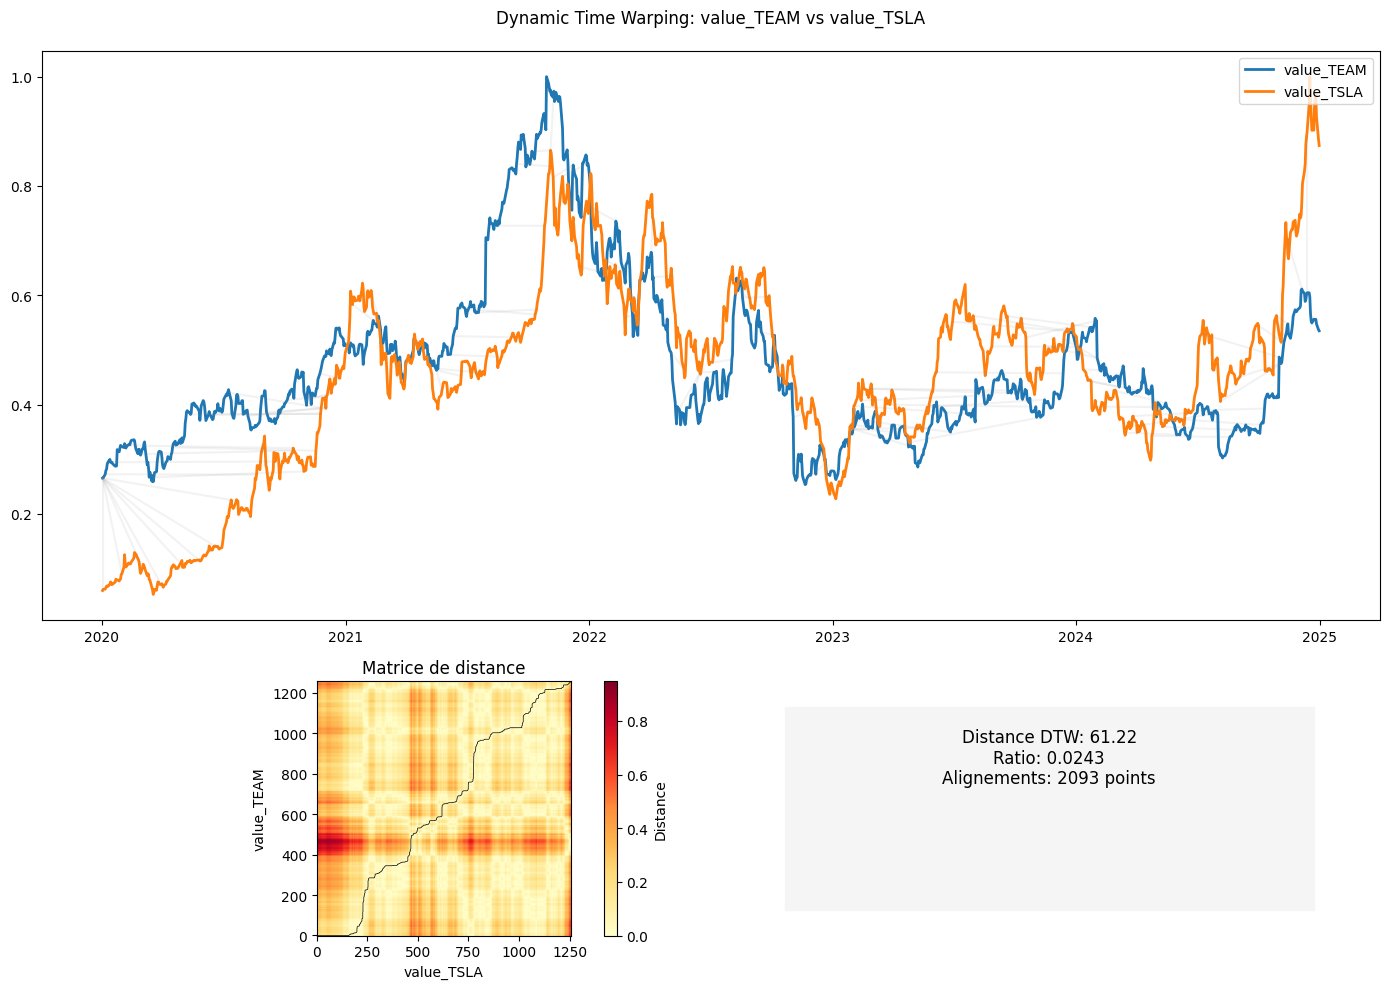 Dynamic Time Warping: value_TEAM vs value_TSLA
value_TEAM
value_TSLA
1.0
0.8
0.6
0.4
0.2
2020 2021 2022 2023 2024 2025
Matrice de distance
1200
1000
800
600
400
200
0
value_TEAM
0 250 500 750 1000 1250
value_TSLA
0.8
0.6
0.4
0.2
0.0
Distance
Distance DTW: 61.22
Ratio: 0.0243
Alignements: 2093 points